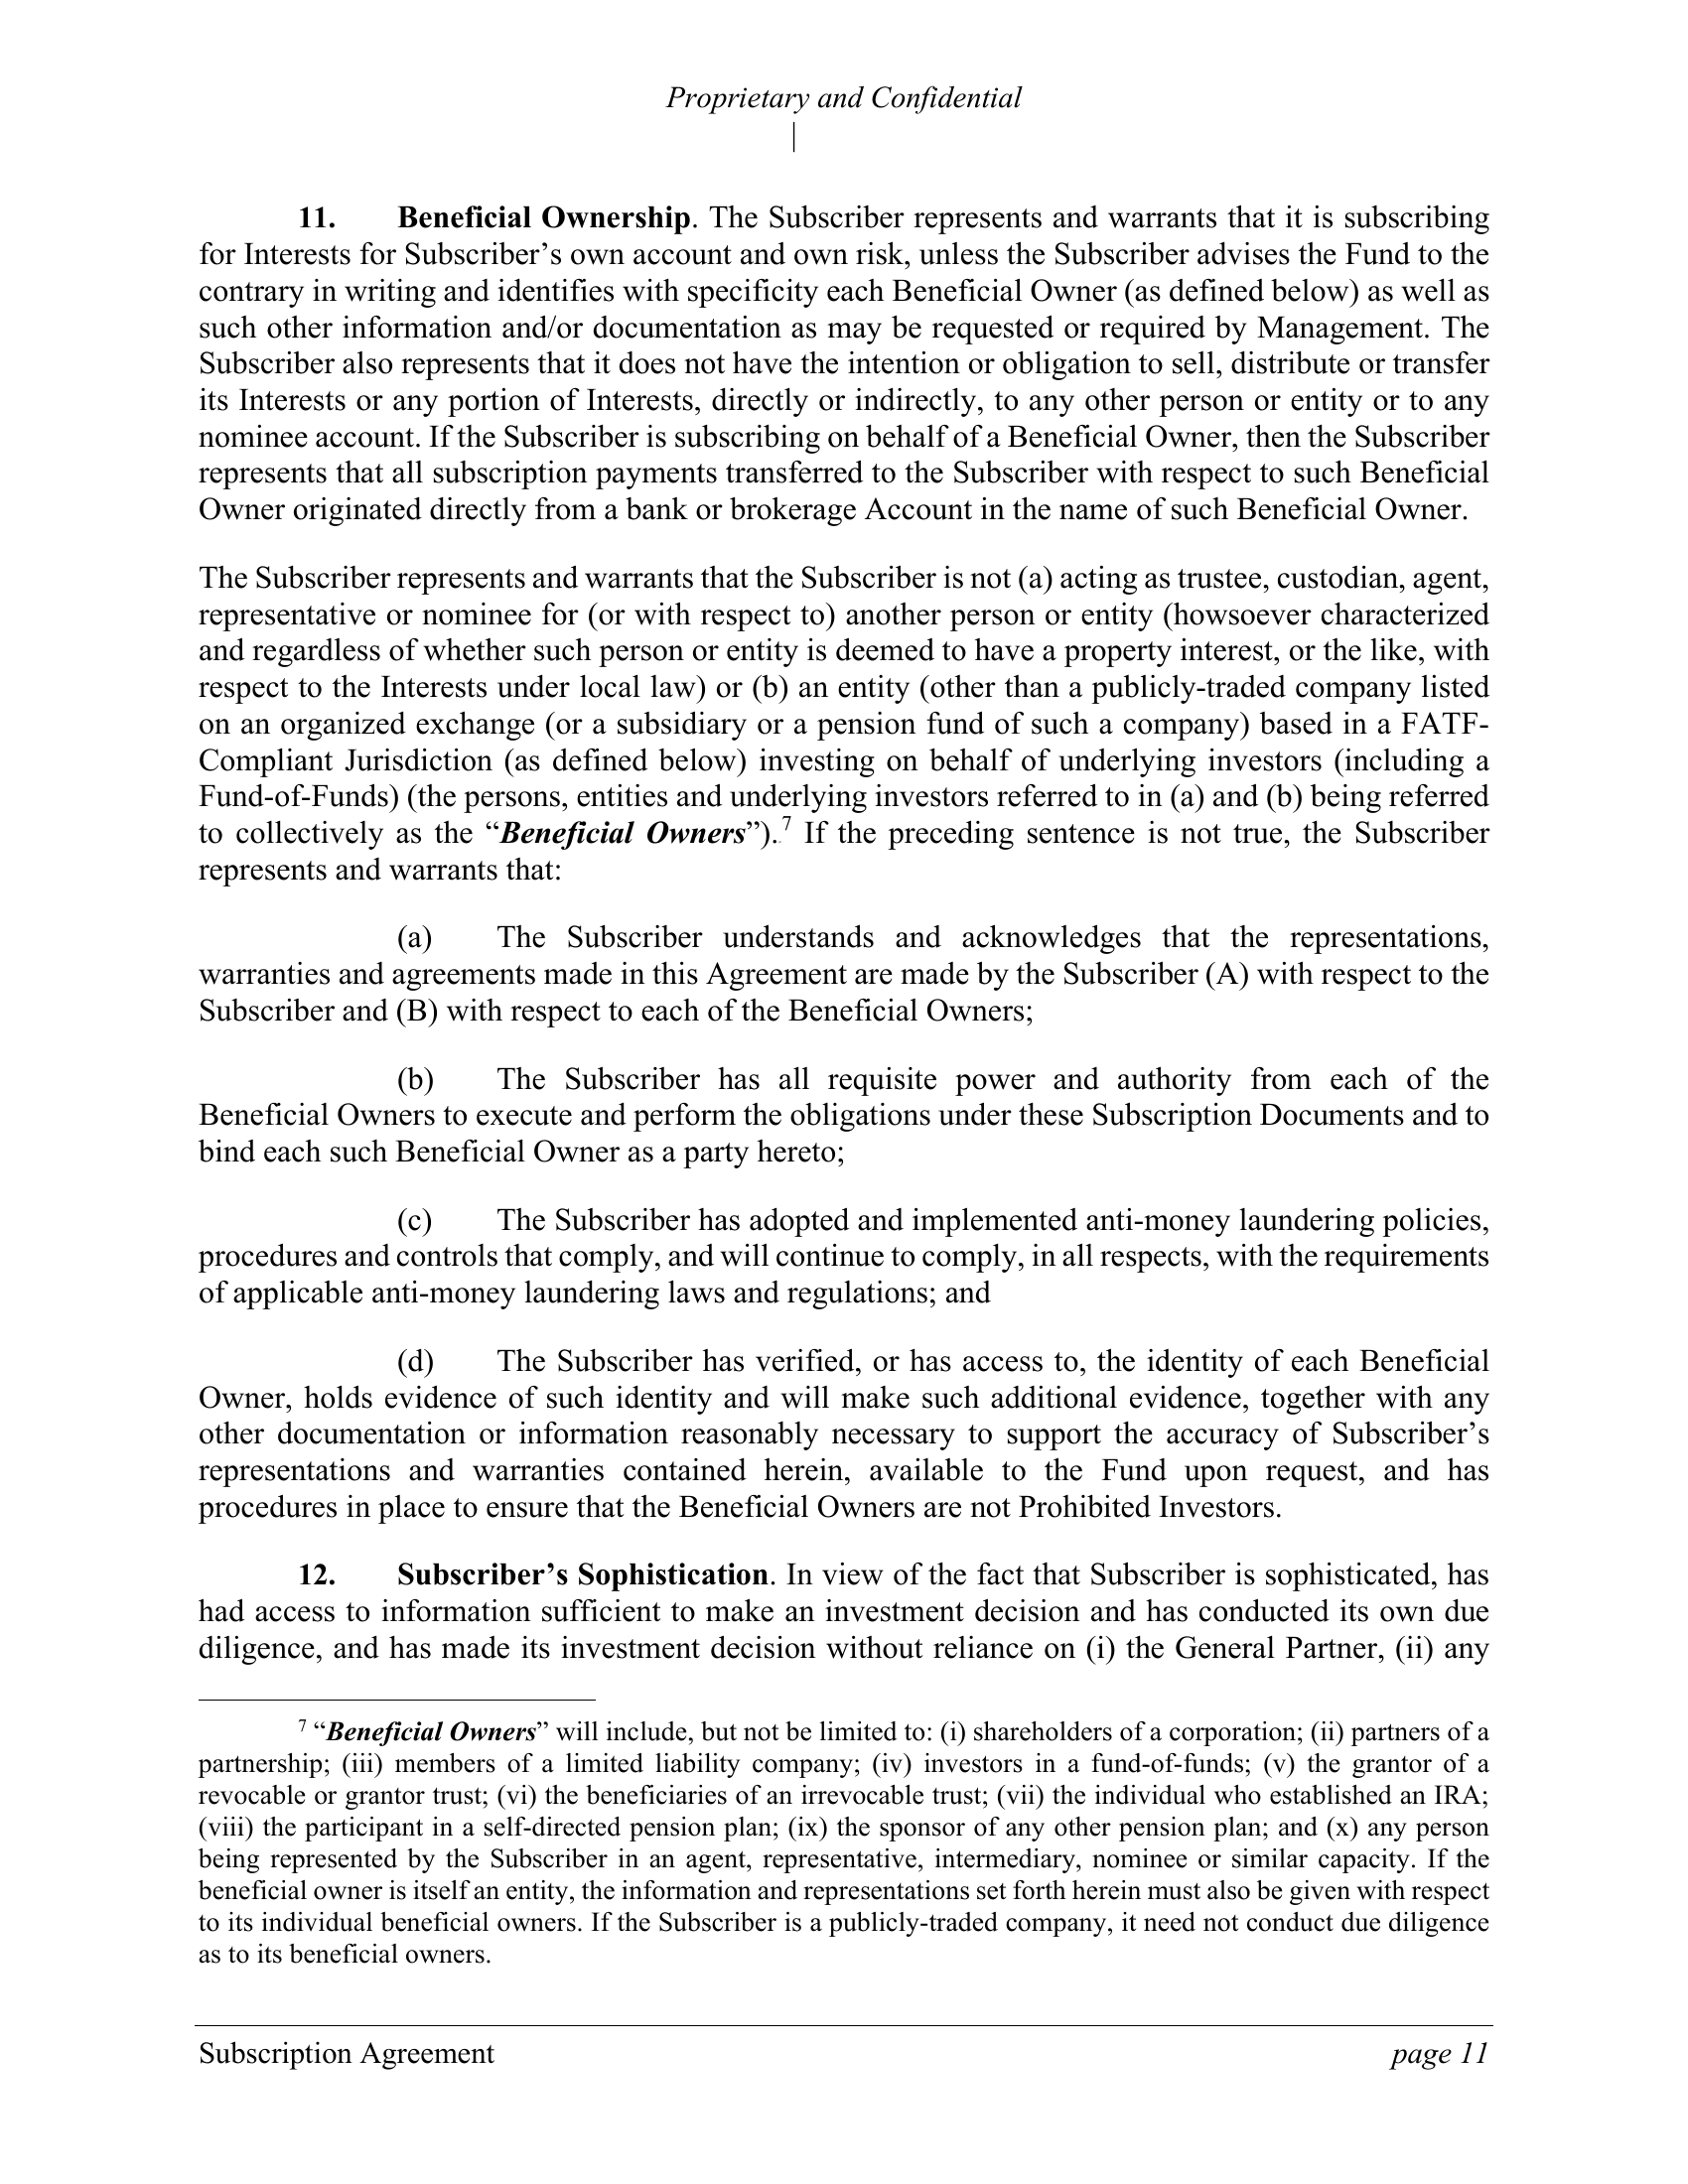 Proprietary and Confidential
|
11. Beneficial Ownership. The Subscriber represents and warrants that it is subscribing
for Interests for Subscriber’s own account and own risk, unless the Subscriber advises the Fund to the
contrary in writing and identifies with specificity each Beneficial Owner (as defined below) as well as
such other information and/or documentation as may be requested or required by Management. The
Subscriber also represents that it does not have the intention or obligation to sell, distribute or transfer
its Interests or any portion of Interests, directly or indirectly, to any other person or entity or to any
nominee account. If the Subscriber is subscribing on behalf of a Beneficial Owner, then the Subscriber
represents that all subscription payments transferred to the Subscriber with respect to such Beneficial
Owner originated directly from a bank or brokerage Account in the name of such Beneficial Owner.
The Subscriber represents and warrants that the Subscriber is not (a) acting as trustee, custodian, agent,
representative or nominee for (or with respect to) another person or entity (howsoever characterized
and regardless of whether such person or entity is deemed to have a property interest, or the like, with
respect to the Interests under local law) or (b) an entity (other than a publicly-traded company listed
on an organized exchange (or a subsidiary or a pension fund of such a company) based in a FATF-
Compliant Jurisdiction (as defined below) investing on behalf of underlying investors (including a
Fund-of-Funds) (the persons, entities and underlying investors referred to in (a) and (b) being referred
to collectively as the “Beneficial Owners”)..7 If the preceding sentence is not true, the Subscriber
represents and warrants that:
(a) The Subscriber understands and acknowledges that the representations,
warranties and agreements made in this Agreement are made by the Subscriber (A) with respect to the
Subscriber and (B) with respect to each of the Beneficial Owners;
(b) The Subscriber has all requisite power and authority from each of the
Beneficial Owners to execute and perform the obligations under these Subscription Documents and to
bind each such Beneficial Owner as a party hereto;
(c) The Subscriber has adopted and implemented anti-money laundering policies,
procedures and controls that comply, and will continue to comply, in all respects, with the requirements
of applicable anti-money laundering laws and regulations; and
(d) The Subscriber has verified, or has access to, the identity of each Beneficial
Owner, holds evidence of such identity and will make such additional evidence, together with any
other documentation or information reasonably necessary to support the accuracy of Subscriber’s
representations and warranties contained herein, available to the Fund upon request, and has
procedures in place to ensure that the Beneficial Owners are not Prohibited Investors.
12. Subscriber’s Sophistication. In view of the fact that Subscriber is sophisticated, has
had access to information sufficient to make an investment decision and has conducted its own due
diligence, and has made its investment decision without reliance on (i) the General Partner, (ii) any
7 “Beneficial Owners” will include, but not be limited to: (i) shareholders of a corporation; (ii) partners of a
partnership; (iii) members of a limited liability company; (iv) investors in a fund-of-funds; (v) the grantor of a
revocable or grantor trust; (vi) the beneficiaries of an irrevocable trust; (vii) the individual who established an IRA;
(viii) the participant in a self-directed pension plan; (ix) the sponsor of any other pension plan; and (x) any person
being represented by the Subscriber in an agent, representative, intermediary, nominee or similar capacity. If the
beneficial owner is itself an entity, the information and representations set forth herein must also be given with respect
to its individual beneficial owners. If the Subscriber is a publicly-traded company, it need not conduct due diligence
as to its beneficial owners.
Subscription Agreement page 11